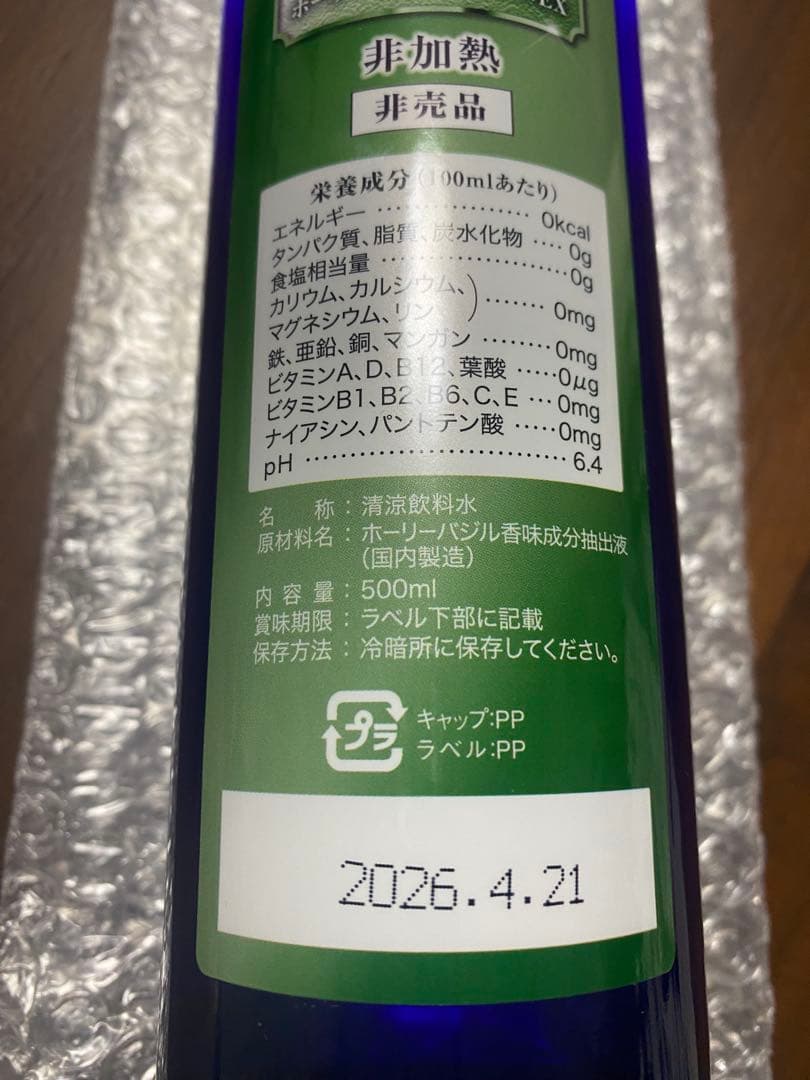 EX
非加熱
非売品
栄養成分(100mlあたり)
エネルギー ················ 0kcal
タンパク質、脂質、炭水化物 ···· 0g
食塩相当量 ······················ 0g
カリウム、カルシウム、
マグネシウム、リン ) ······· 0mg
鉄、亜鉛、銅、マンガン ········ 0mg
ビタミンA、D、B12、葉酸 ····· 0μg
ビタミンB1、B2、B6、C、E ··· 0mg
ナイアシン、パントテン酸 ····· 0mg
pH ··························· 6.4
名称:清涼飲料水
原材料名:ホーリーバジル香味成分抽出液
(国内製造)
内容量:500ml
賞味期限:ラベル下部に記載
保存方法:冷暗所に保存してください。
プラ
キャップ:PP
ラベル:PP
2026.4.21